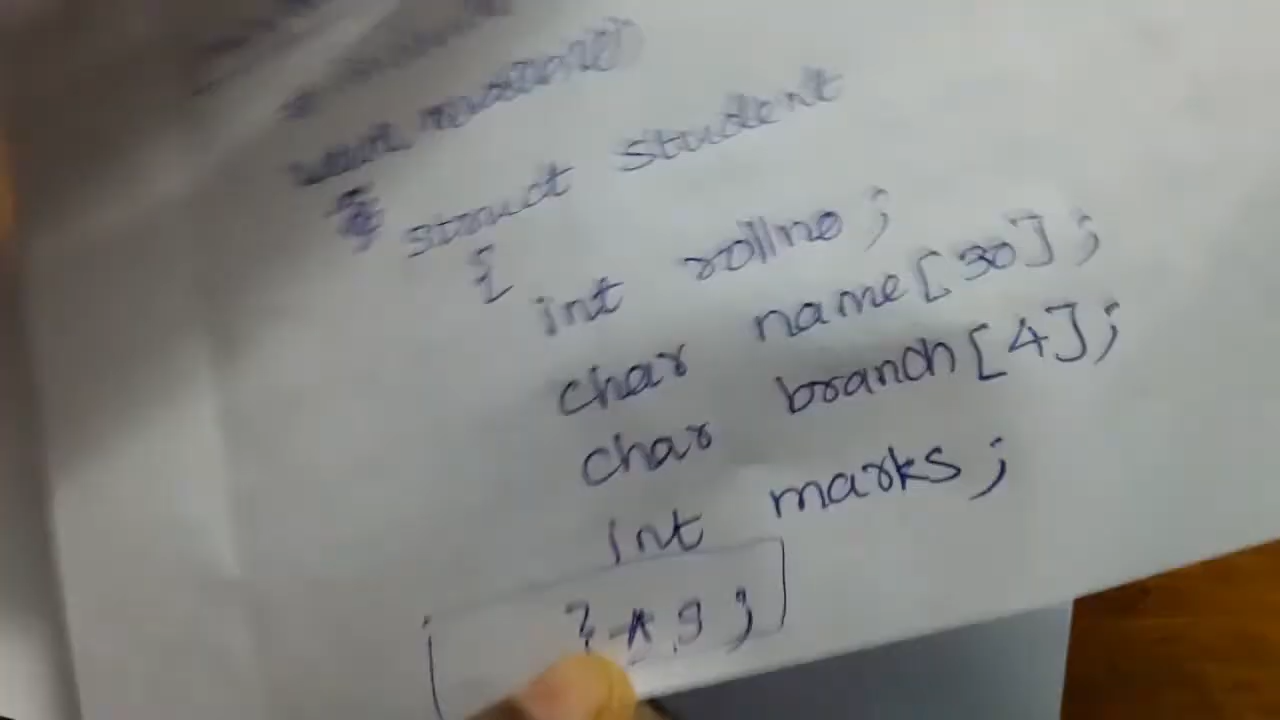 struct student
{
int rollno;
char name[30];
char branch[4];
int marks;
}*s;